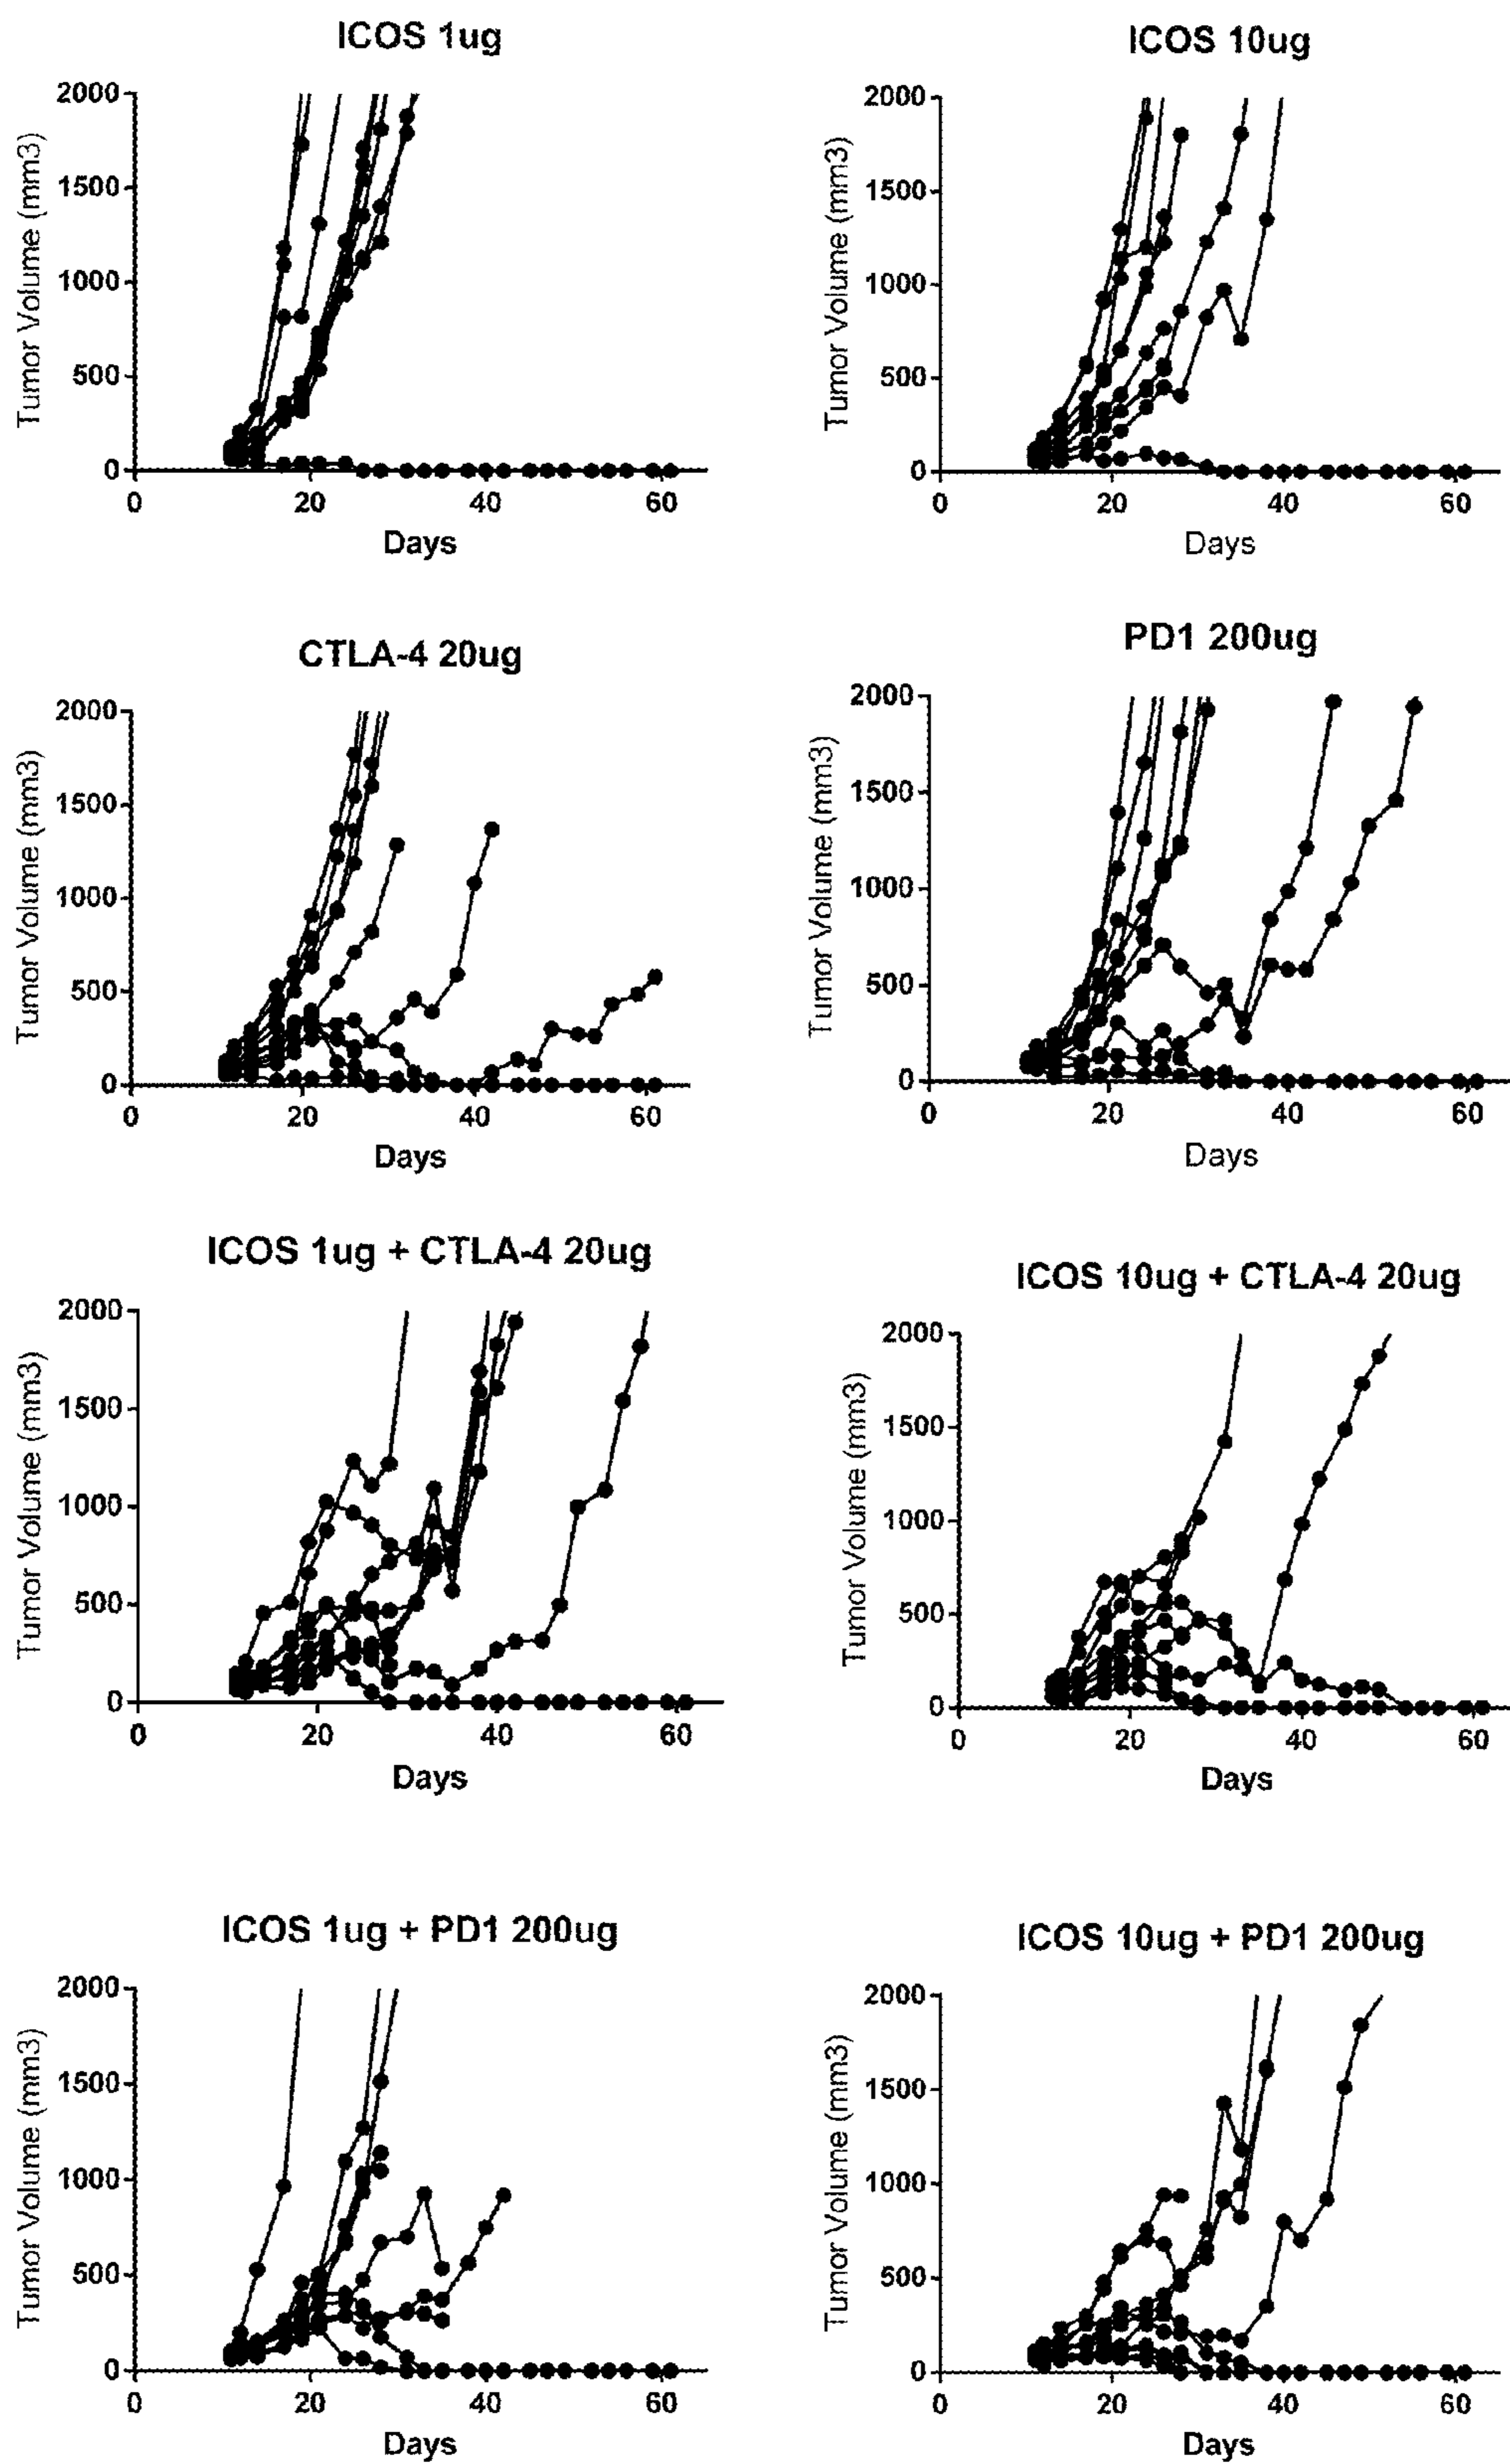 ICOS 1ug
ICOS 10ug
2000
1500
1000
500
0
Tumor Volume (mm3)
0 20 40 60
Days
2000
1500
1000
500
0
Tumor Volume (mm3)
0 20 40 60
Days
CTLA-4 20ug
PD1 200ug
2000
1500
1000
500
0
Tumor Volume (mm3)
0 20 40 60
Days
2000
1500
1000
500
0
Tumor Volume (mm3)
0 20 40 60
Days
ICOS 1ug + CTLA-4 20ug
ICOS 10ug + CTLA-4 20ug
2000
1500
1000
500
0
Tumor Volume (mm3)
0 20 40 60
Days
2000
1500
1000
500
0
Tumor Volume (mm3)
0 20 40 60
Days
ICOS 1ug + PD1 200ug
ICOS 10ug + PD1 200ug
2000
1500
1000
500
0
Tumor Volume (mm3)
0 20 40 60
Days
2000
1500
1000
500
0
Tumor Volume (mm3)
0 20 40 60
Days